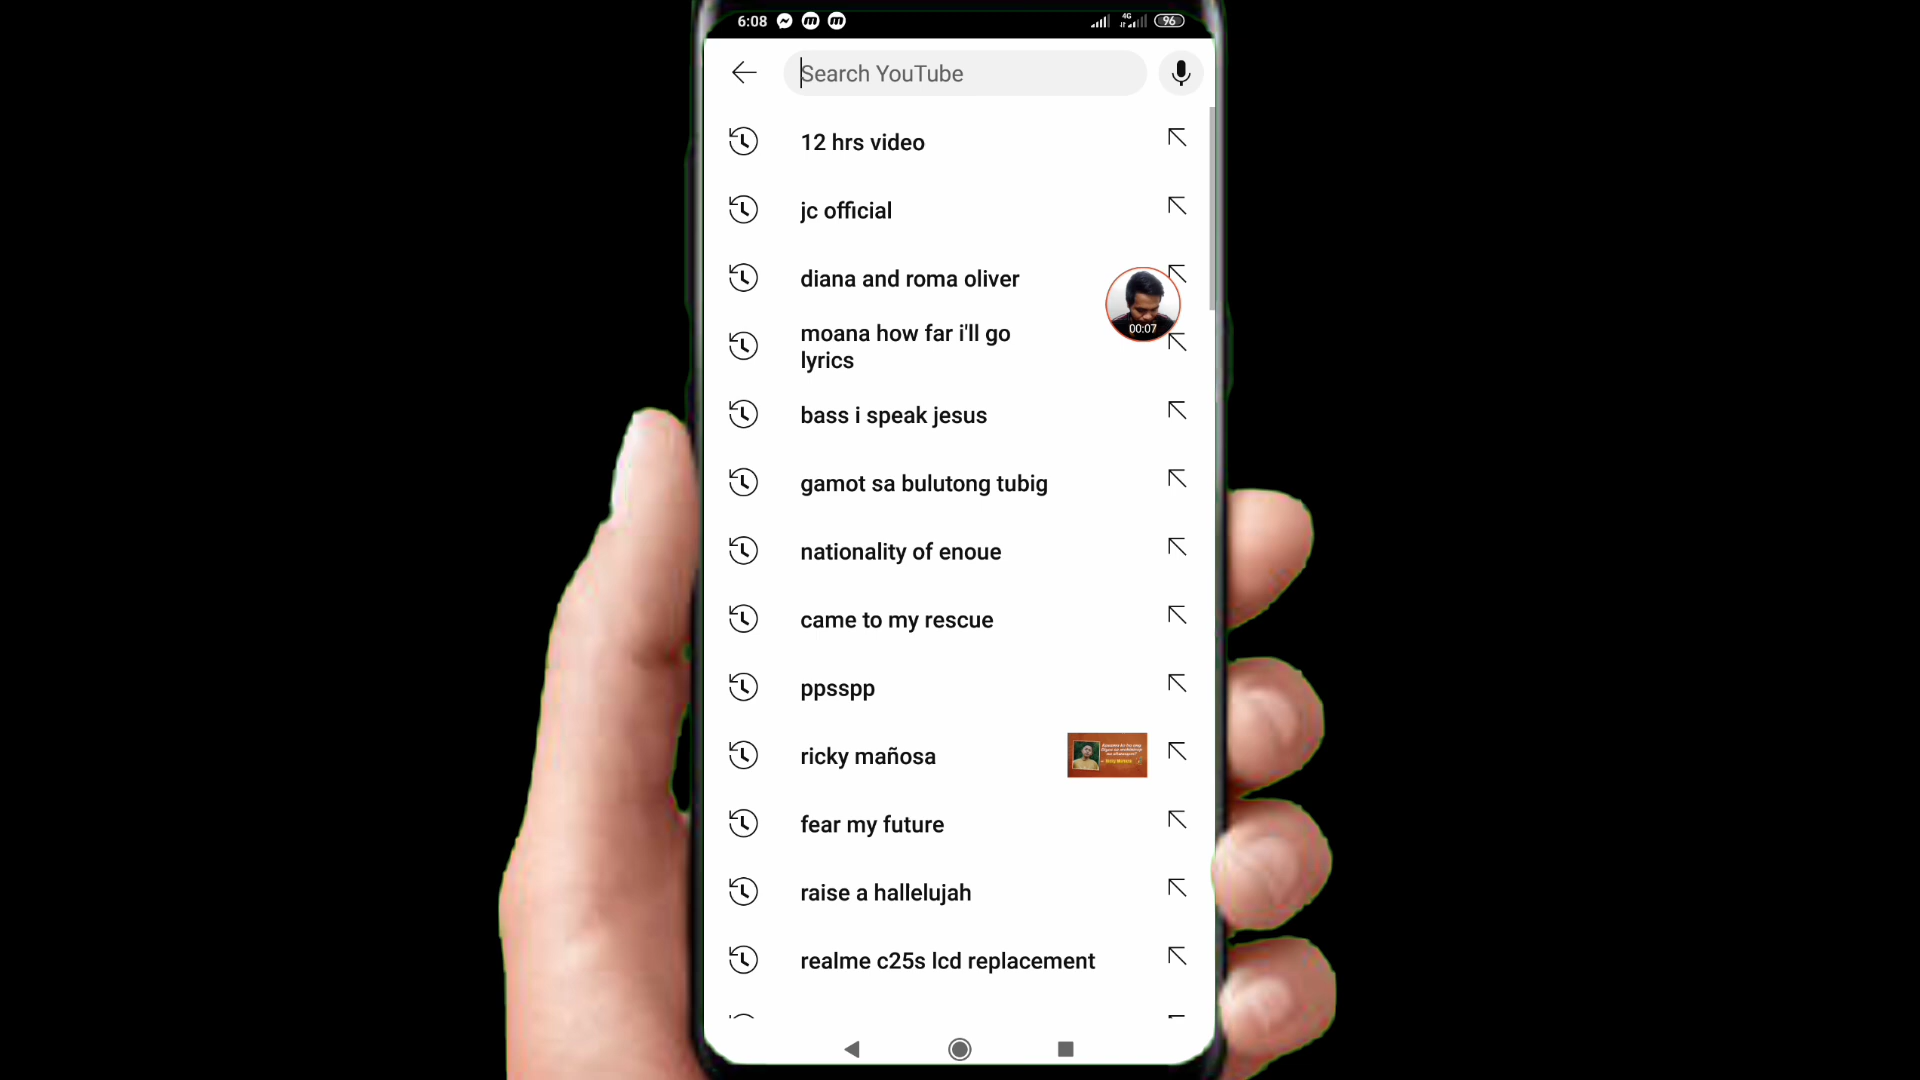 6:08
4G
96
Search YouTube
12 hrs video
jc official
diana and roma oliver
00:07
moana how far i'll go
lyrics
bass i speak jesus
gamot sa bulutong tubig
nationality of enoue
came to my rescue
ppsspp
ricky mañosa
fear my future
raise a hallelujah
realme c25s lcd replacement